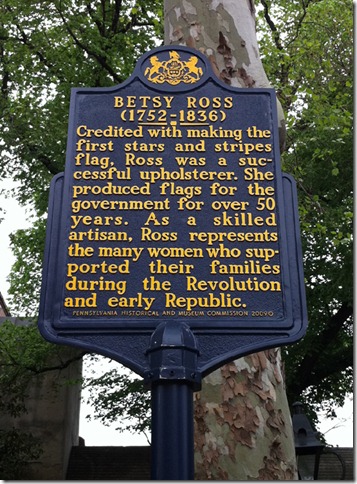 BETSY ROSS
(1752-1836)
Credited with making the
first stars and stripes
flag, Ross was a suc-
cessful upholsterer. She
produced flags for the
government for over 50
years. As a skilled
artisan, Ross represents
the many women who sup-
ported their families
during the Revolution
and early Republic.
PENNSYLVANIA HISTORICAL AND MUSEUM COMMISSION 2009©